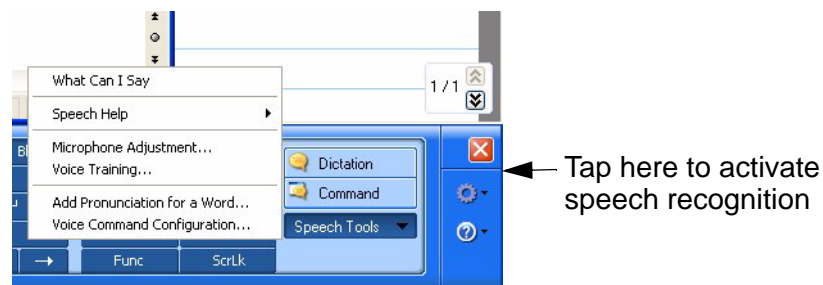 What Can I Say
1 / 1
Speech Help
Microphone Adjustment...
Voice Training...
Dictation
Tap here to activate
speech recognition
Add Pronunciation for a Word...
Command
Voice Command Configuration...
Speech Tools
Func
ScrLk